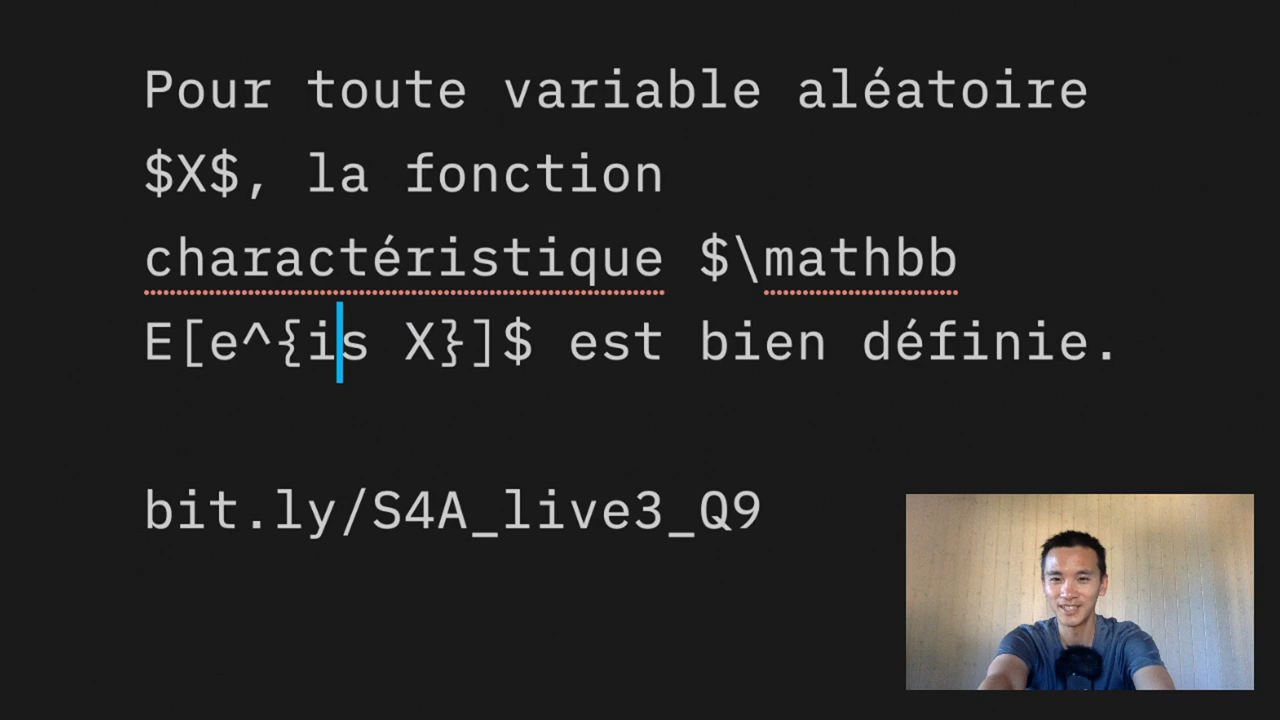 Pour toute variable aléatoire
$X$, la fonction
charactéristique $\mathbb
E[e^{is X}]$ est bien définie.
bit.ly/S4A_live3_Q9